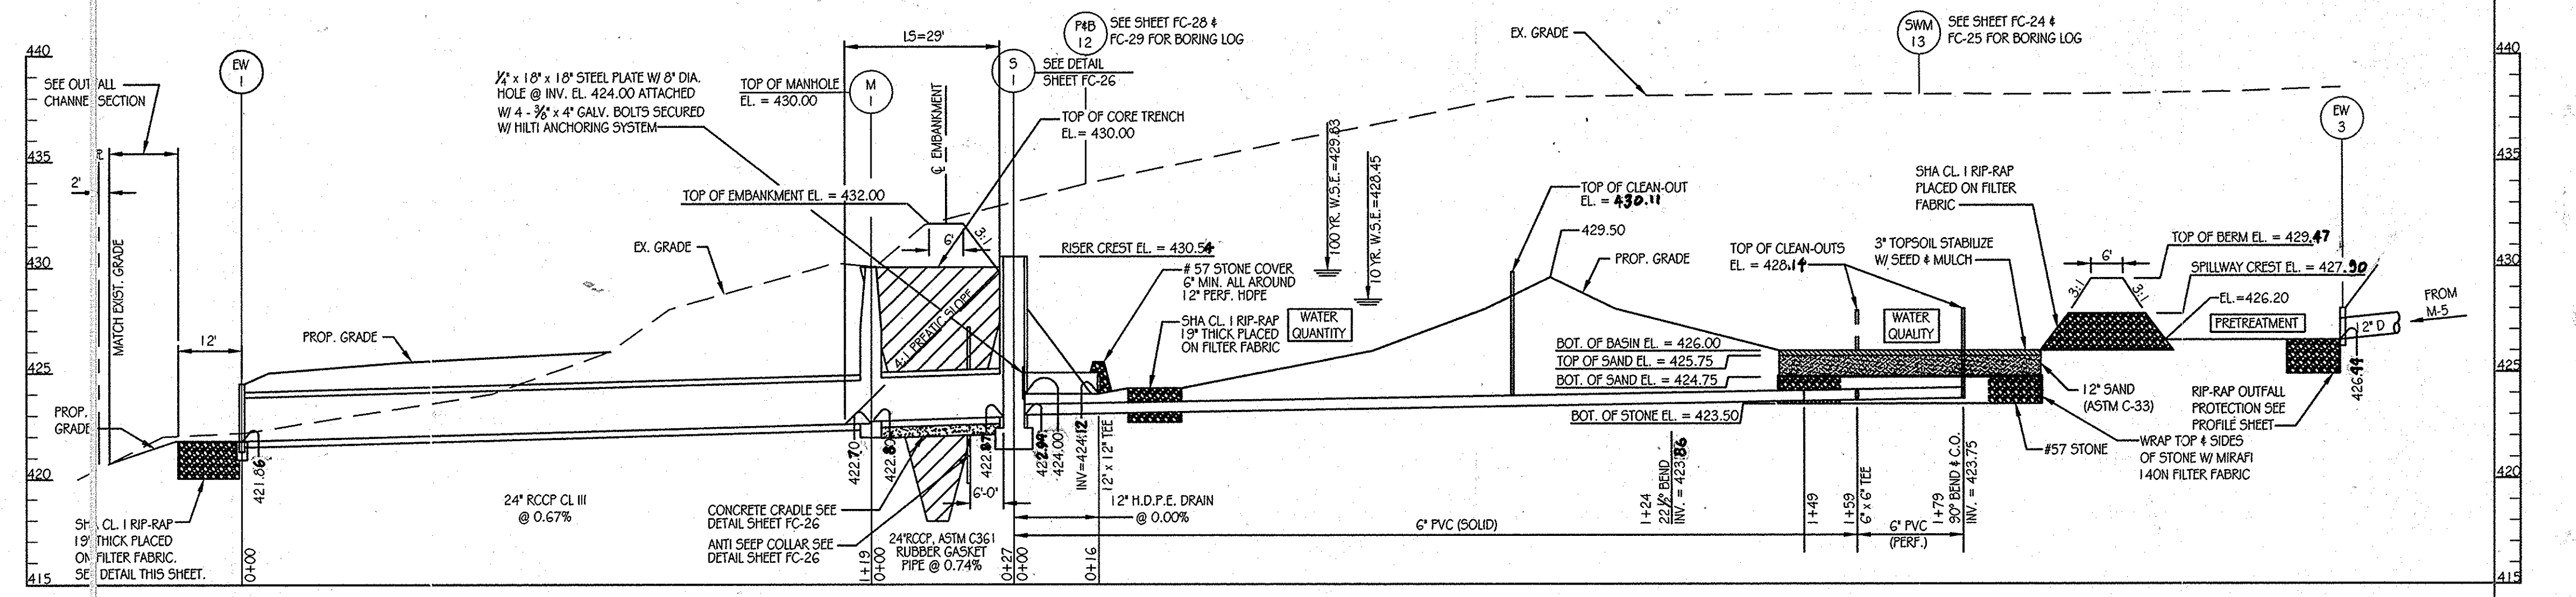 440
435
430
425
420
415
SEE OUTFALL
CHANNEL SECTION
2'
MATCH EXIST. GRADE
PROP.
GRADE
12'
EW
1
SHA CL. I RIP-RAP
19" THICK PLACED
ON FILTER FABRIC.
SEE DETAIL THIS SHEET.
421.86
0+00
PROP. GRADE
24" RCCP CL III
@ 0.67%
EX. GRADE
1/4" x 18" x 18" STEEL PLATE W/ 8" DIA.
HOLE @ INV. EL. 424.00 ATTACHED
W/ 4 - 3/8" x 4" GALV. BOLTS SECURED
W/ HILTI ANCHORING SYSTEM
TOP OF MANHOLE
EL. = 430.00
LS=29'
M
1
S
1
SEE DETAIL
SHEET FC-26
P&B
12
SEE SHEET FC-28 &
FC-29 FOR BORING LOG
℄ EMBANKMENT
TOP OF CORE TRENCH
EL. = 430.00
TOP OF EMBANKMENT EL. = 432.00
6'
3:1
RISER CREST EL. = 430.54
4:1 PREATIC SLOPE
# 57 STONE COVER
6" MIN. ALL AROUND
12" PERF. HDPE
SHA CL. I RIP-RAP
19" THICK PLACED
ON FILTER FABRIC
422.70
422.80
422.87
422.99
424.00
INV=424.12
12" x 12" TEE
6'-0'
CONCRETE CRADLE SEE
DETAIL SHEET FC-26
ANTI SEEP COLLAR SEE
DETAIL SHEET FC-26
24"RCCP, ASTM C361
RUBBER GASKET
PIPE @ 0.74%
12" H.D.P.E. DRAIN
@ 0.00%
1+19
0+00
0+27
0+00
0+16
WATER
QUANTITY
100 YR. W.S.E.=429.83
10 YR. W.S.E.=428.45
EX. GRADE
TOP OF CLEAN-OUT
EL. = 430.11
429.50
PROP. GRADE
BOT. OF BASIN EL. = 426.00
TOP OF SAND EL. = 425.75
BOT. OF SAND EL. = 424.75
BOT. OF STONE EL. = 423.50
6" PVC (SOLID)
1+24
22 1/2° BEND
INV. = 423.86
1+49
1+59
6" x 6" TEE
6" PVC
(PERF.)
1+79
90° BEND & C.O.
INV. = 423.75
TOP OF CLEAN-OUTS
EL. = 428.14
3" TOPSOIL STABILIZE
W/ SEED & MULCH
WATER
QUALITY
SWM
13
SEE SHEET FC-24 &
FC-25 FOR BORING LOG
SHA CL. I RIP-RAP
PLACED ON FILTER
FABRIC
6'
3:1
3:1
TOP OF BERM EL. = 429.47
SPILLWAY CREST EL. = 427.90
EL.=426.20
PRETREATMENT
12" SAND
(ASTM C-33)
#57 STONE
WRAP TOP & SIDES
OF STONE W/ MIRAFI
140N FILTER FABRIC
RIP-RAP OUTFALL
PROTECTION SEE
PROFILE SHEET
EW
3
12" D
FROM
M-5
426.44
440
435
430
425
420
415